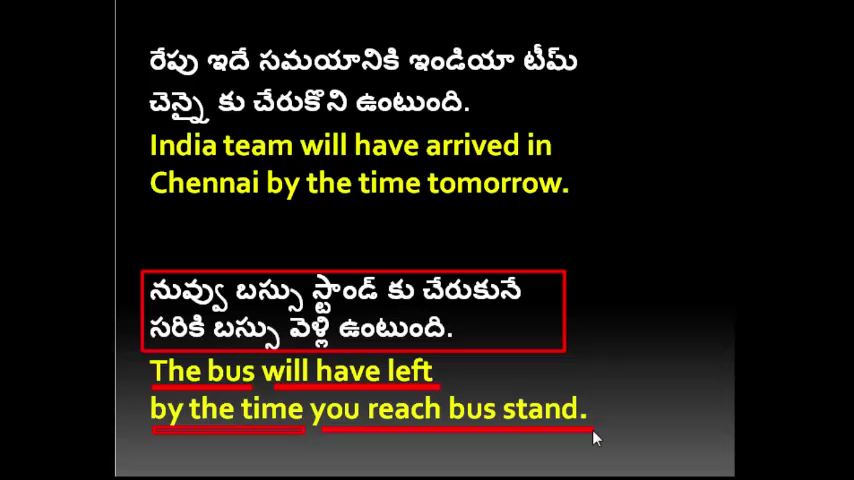 రేపు ఇదే సమయానికి ఇండియా టీమ్
చెన్నై కు చేరుకొని ఉంటుంది.
India team will have arrived in
Chennai by the time tomorrow.
నువ్వు బస్సు స్టాండ్ కు చేరుకునే
సరికి బస్సు వెళ్లి ఉంటుంది.
The bus will have left
by the time you reach bus stand.